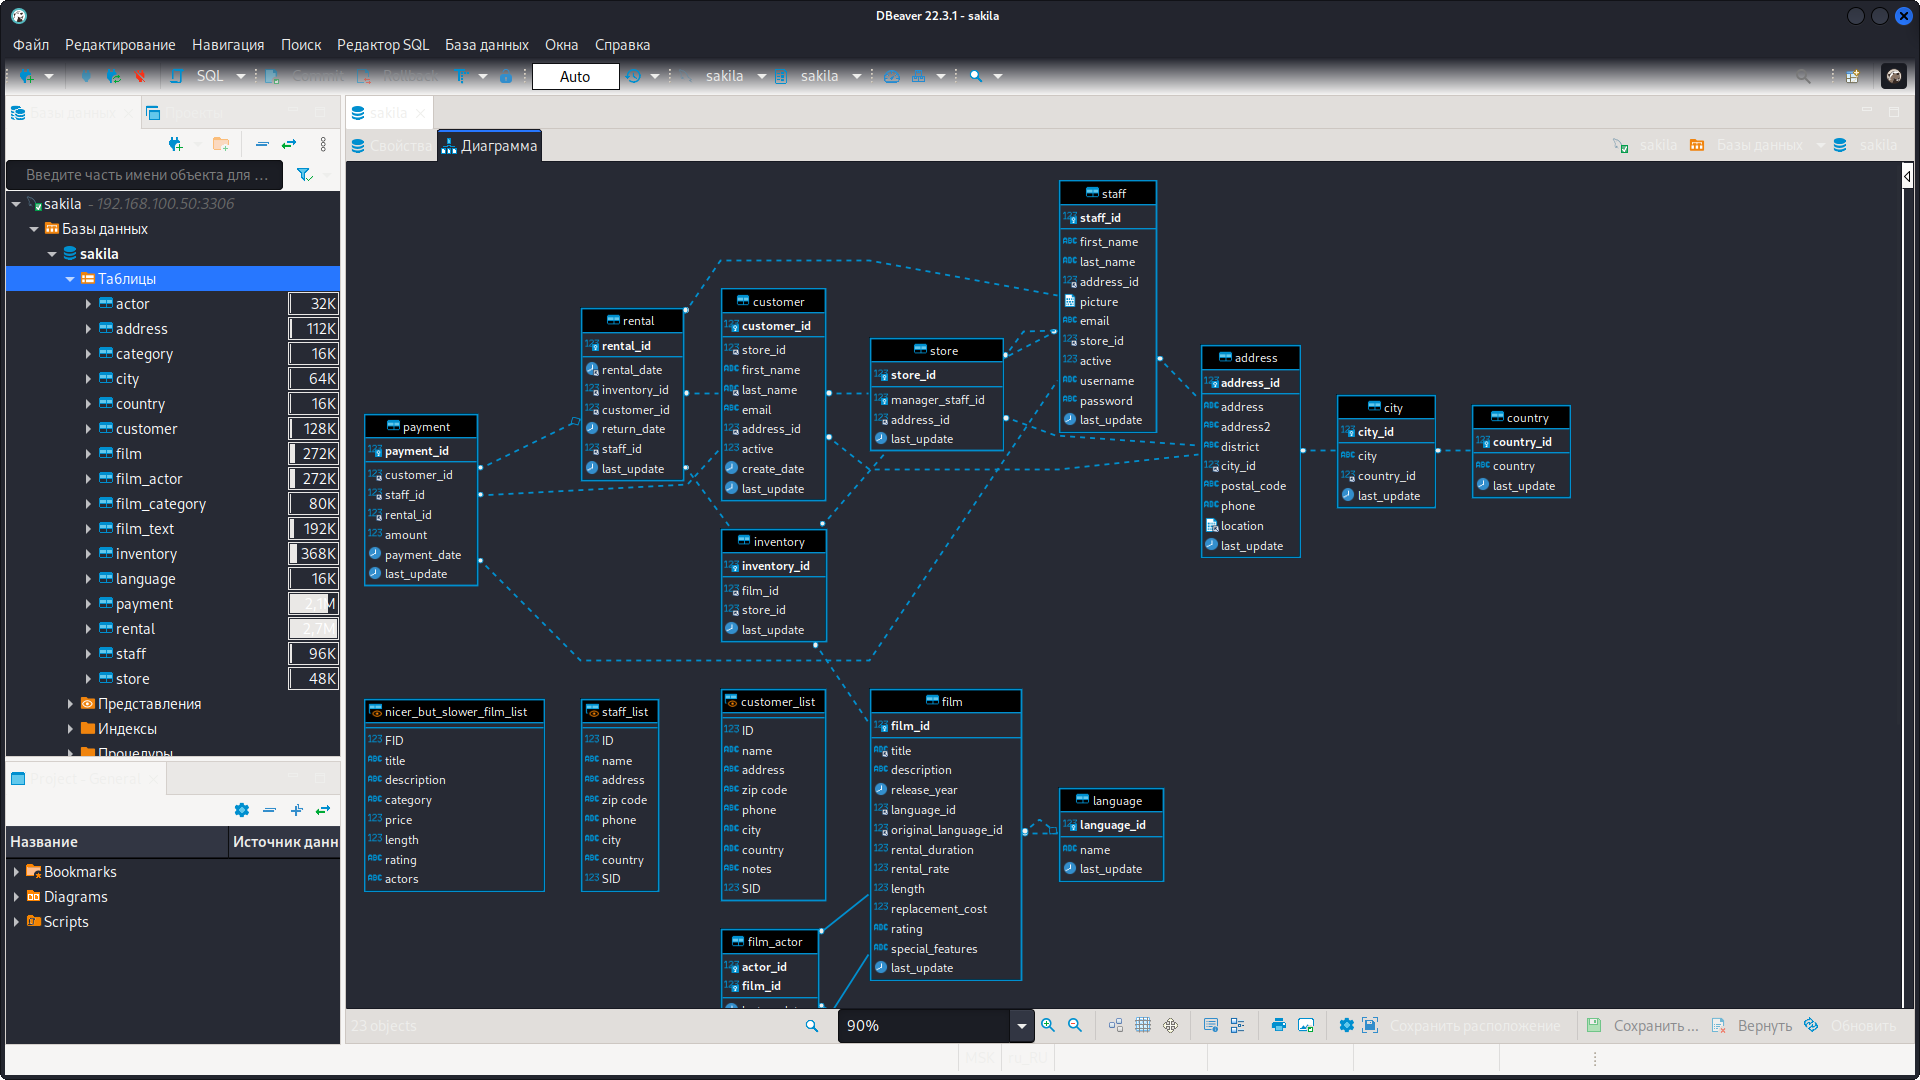 DBeaver 22.3.1 - sakila
Файл Редактирование Навигация Поиск Редактор SQL База данных Окна Справка
SQL Commit Rollback Auto sakila sakila
Базы данных Проекты
sakila
Свойства Диаграмма sakila Базы данных sakila
Введите часть имени объекта для ...
sakila - 192.168.100.50:3306
Базы данных
sakila
Таблицы
actor 32K
address 112K
category 16K
city 64K
country 16K
customer 128K
film 272K
film_actor 272K
film_category 80K
film_text 192K
inventory 368K
language 16K
payment 2,1M
rental 2,7M
staff 96K
store 48K
Представления
Индексы
Процедуры
Project - General
Название Источник данн
Bookmarks
Diagrams
Scripts
payment
payment_id
customer_id
staff_id
rental_id
amount
payment_date
last_update
rental
rental_id
rental_date
inventory_id
customer_id
return_date
staff_id
last_update
customer
customer_id
store_id
first_name
last_name
email
address_id
active
create_date
last_update
store
store_id
manager_staff_id
address_id
last_update
staff
staff_id
first_name
last_name
address_id
picture
email
store_id
active
username
password
last_update
address
address_id
address
address2
district
city_id
postal_code
phone
location
last_update
city
city_id
city
country_id
last_update
country
country_id
country
last_update
inventory
inventory_id
film_id
store_id
last_update
nicer_but_slower_film_list
FID
title
description
category
price
length
rating
actors
staff_list
ID
name
address
zip code
phone
city
country
SID
customer_list
ID
name
address
zip code
phone
city
country
notes
SID
film
film_id
title
description
release_year
language_id
original_language_id
rental_duration
rental_rate
length
replacement_cost
rating
special_features
last_update
language
language_id
name
last_update
film_actor
actor_id
film_id
23 objects 90% Сохранить расположение Сохранить ... Вернуть Обновить
MSK ru_RU